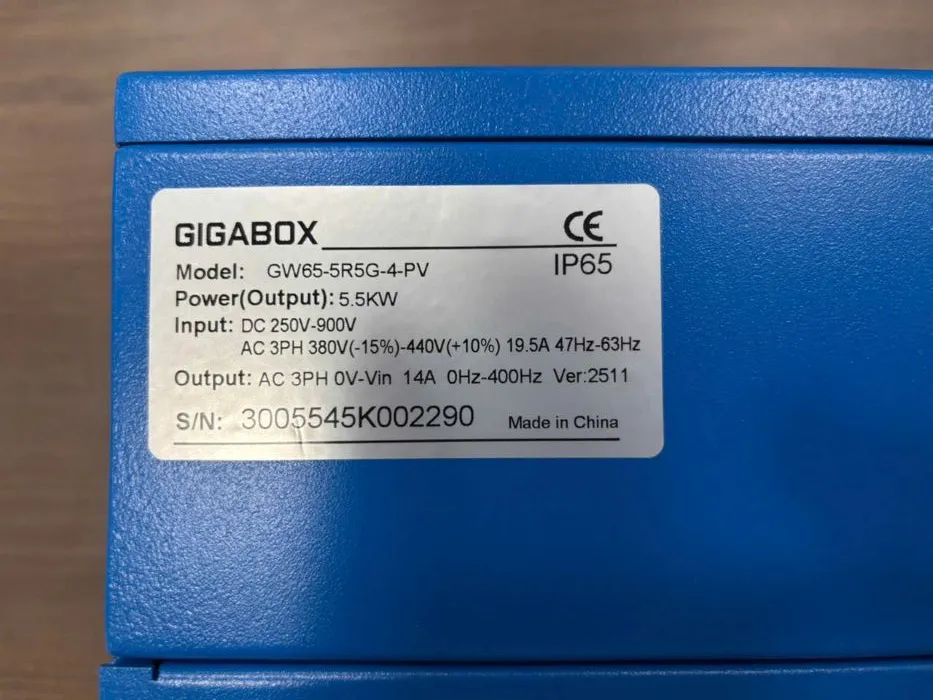 GIGABOX CE
Model: GW65-5R5G-4-PV IP65
Power(Output): 5.5KW
Input: DC 250V-900V
AC 3PH 380V(-15%)-440V(+10%) 19.5A 47Hz-63Hz
Output: AC 3PH 0V-Vin 14A 0Hz-400Hz Ver:2511
S/N: 3005545K002290 Made in China